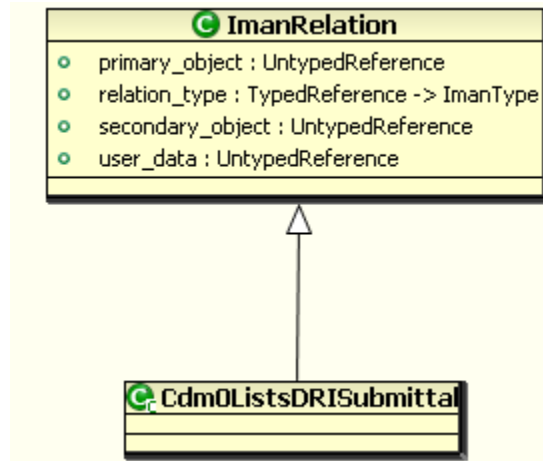 ImanRelation
primary_object : UntypedReference
relation_type : TypedReference -> ImanType
secondary_object : UntypedReference
user_data : UntypedReference
Cdm0ListsDRISubmittal